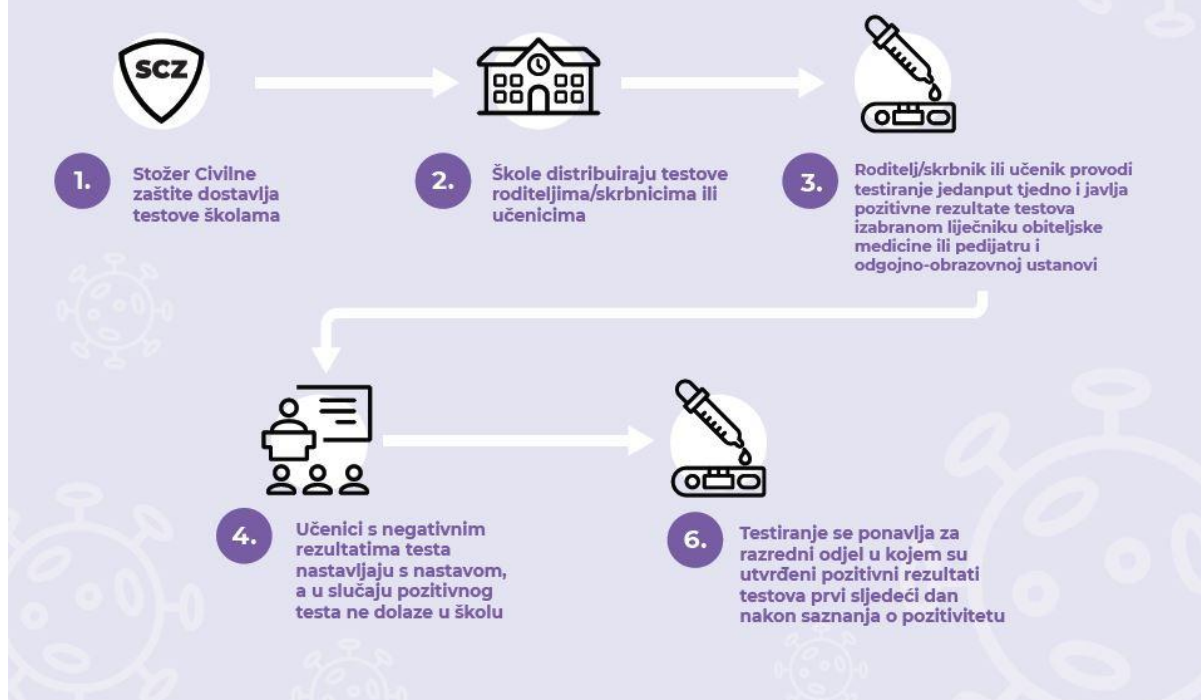 SCZ
1.
Stožer Civilne
zaštite dostavlja
testove školama
2.
Škole distribuiraju testove
roditeljima/skrbnicima ili
učenicima
3.
Roditelj/skrbnik ili učenik provodi
testiranje jedanput tjedno i javlja
pozitivne rezultate testova
izabranom liječniku obiteljske
medicine ili pedijatru i
odgojno-obrazovnoj ustanovi
4.
Učenici s negativnim
rezultatima testa
nastavljaju s nastavom,
a u slučaju pozitivnog
testa ne dolaze u školu
6.
Testiranje se ponavlja za
razredni odjel u kojem su
utvrđeni pozitivni rezultati
testova prvi sljedeći dan
nakon saznanja o pozitivitetu